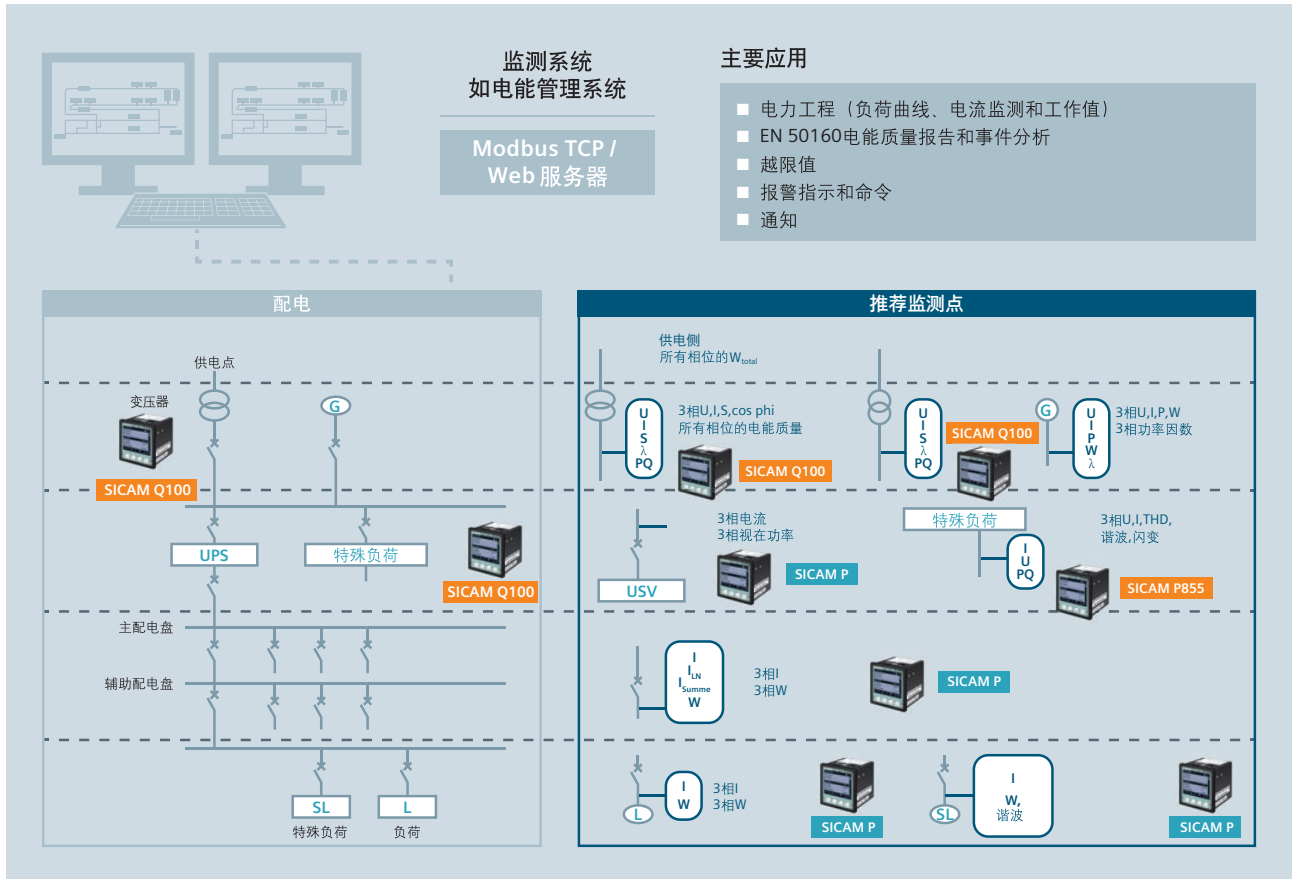 监测系统
如电能管理系统
Modbus TCP /
Web 服务器
主要应用
电力工程（负荷曲线、电流监测和工作值）
EN 50160电能质量报告和事件分析
越限值
报警指示和命令
通知
配电
供电点
变压器
G
SICAM Q100
UPS
特殊负荷
SICAM Q100
主配电盘
辅助配电盘
SL
L
特殊负荷
负荷
推荐监测点
供电侧
所有相位的Wtotal
U
I
S
λ
PQ
3相U,I,S,cos phi
所有相位的电能质量
SICAM Q100
U
I
S
λ
PQ
SICAM Q100
G
U
I
P
W
λ
3相U,I,P,W
3相功率因数
3相电流
3相视在功率
USV
SICAM P
特殊负荷
I
U
PQ
3相U,I,THD,
谐波,闪变
SICAM P855
I
ILN
ISumme
W
3相I
3相W
SICAM P
L
I
W
3相I
3相W
SICAM P
SL
I
W,
谐波
SICAM P